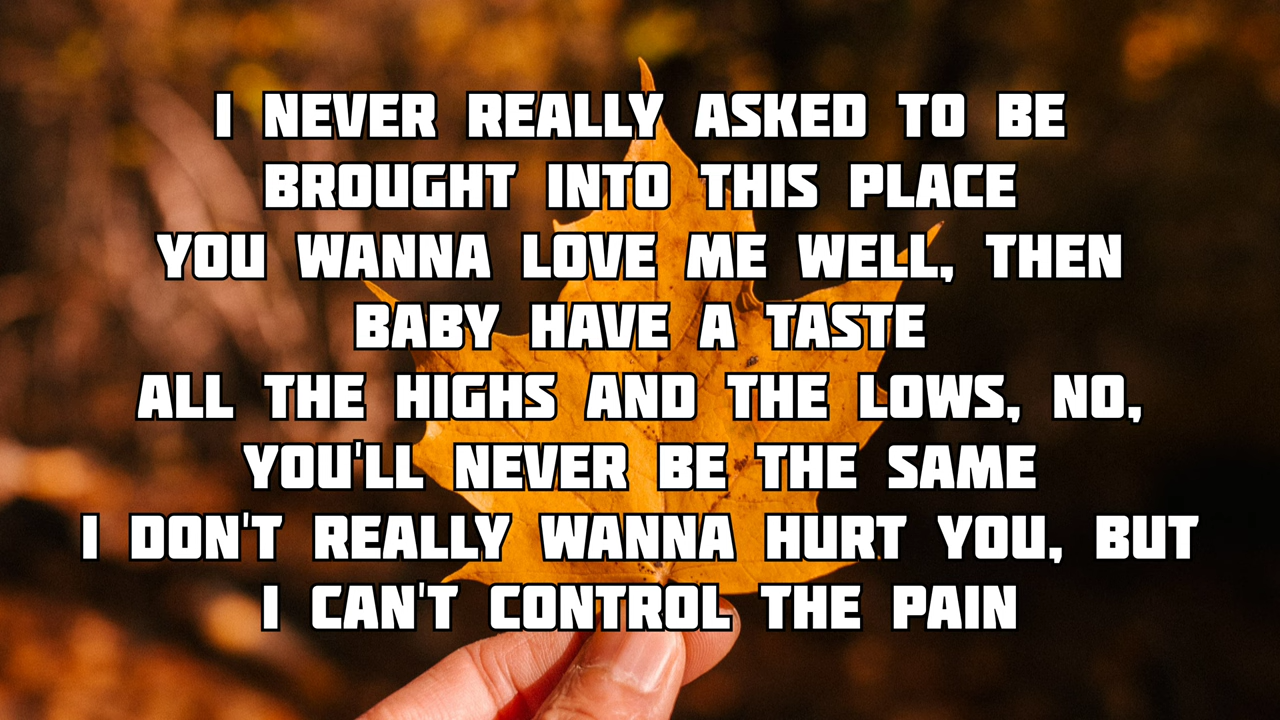 I NEVER REALLY ASKED TO BE
BROUGHT INTO THIS PLACE
YOU WANNA LOVE ME WELL, THEN
BABY HAVE A TASTE
ALL THE HIGHS AND THE LOWS, NO,
YOU'LL NEVER BE THE SAME
I DON'T REALLY WANNA HURT YOU, BUT
I CAN'T CONTROL THE PAIN